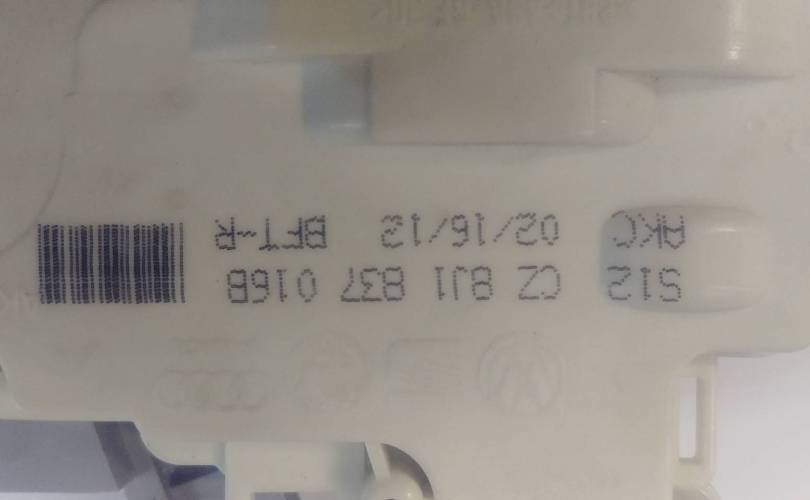 S12 CZ 8J1 837 016B
AKC 02/16/12 BFT-R